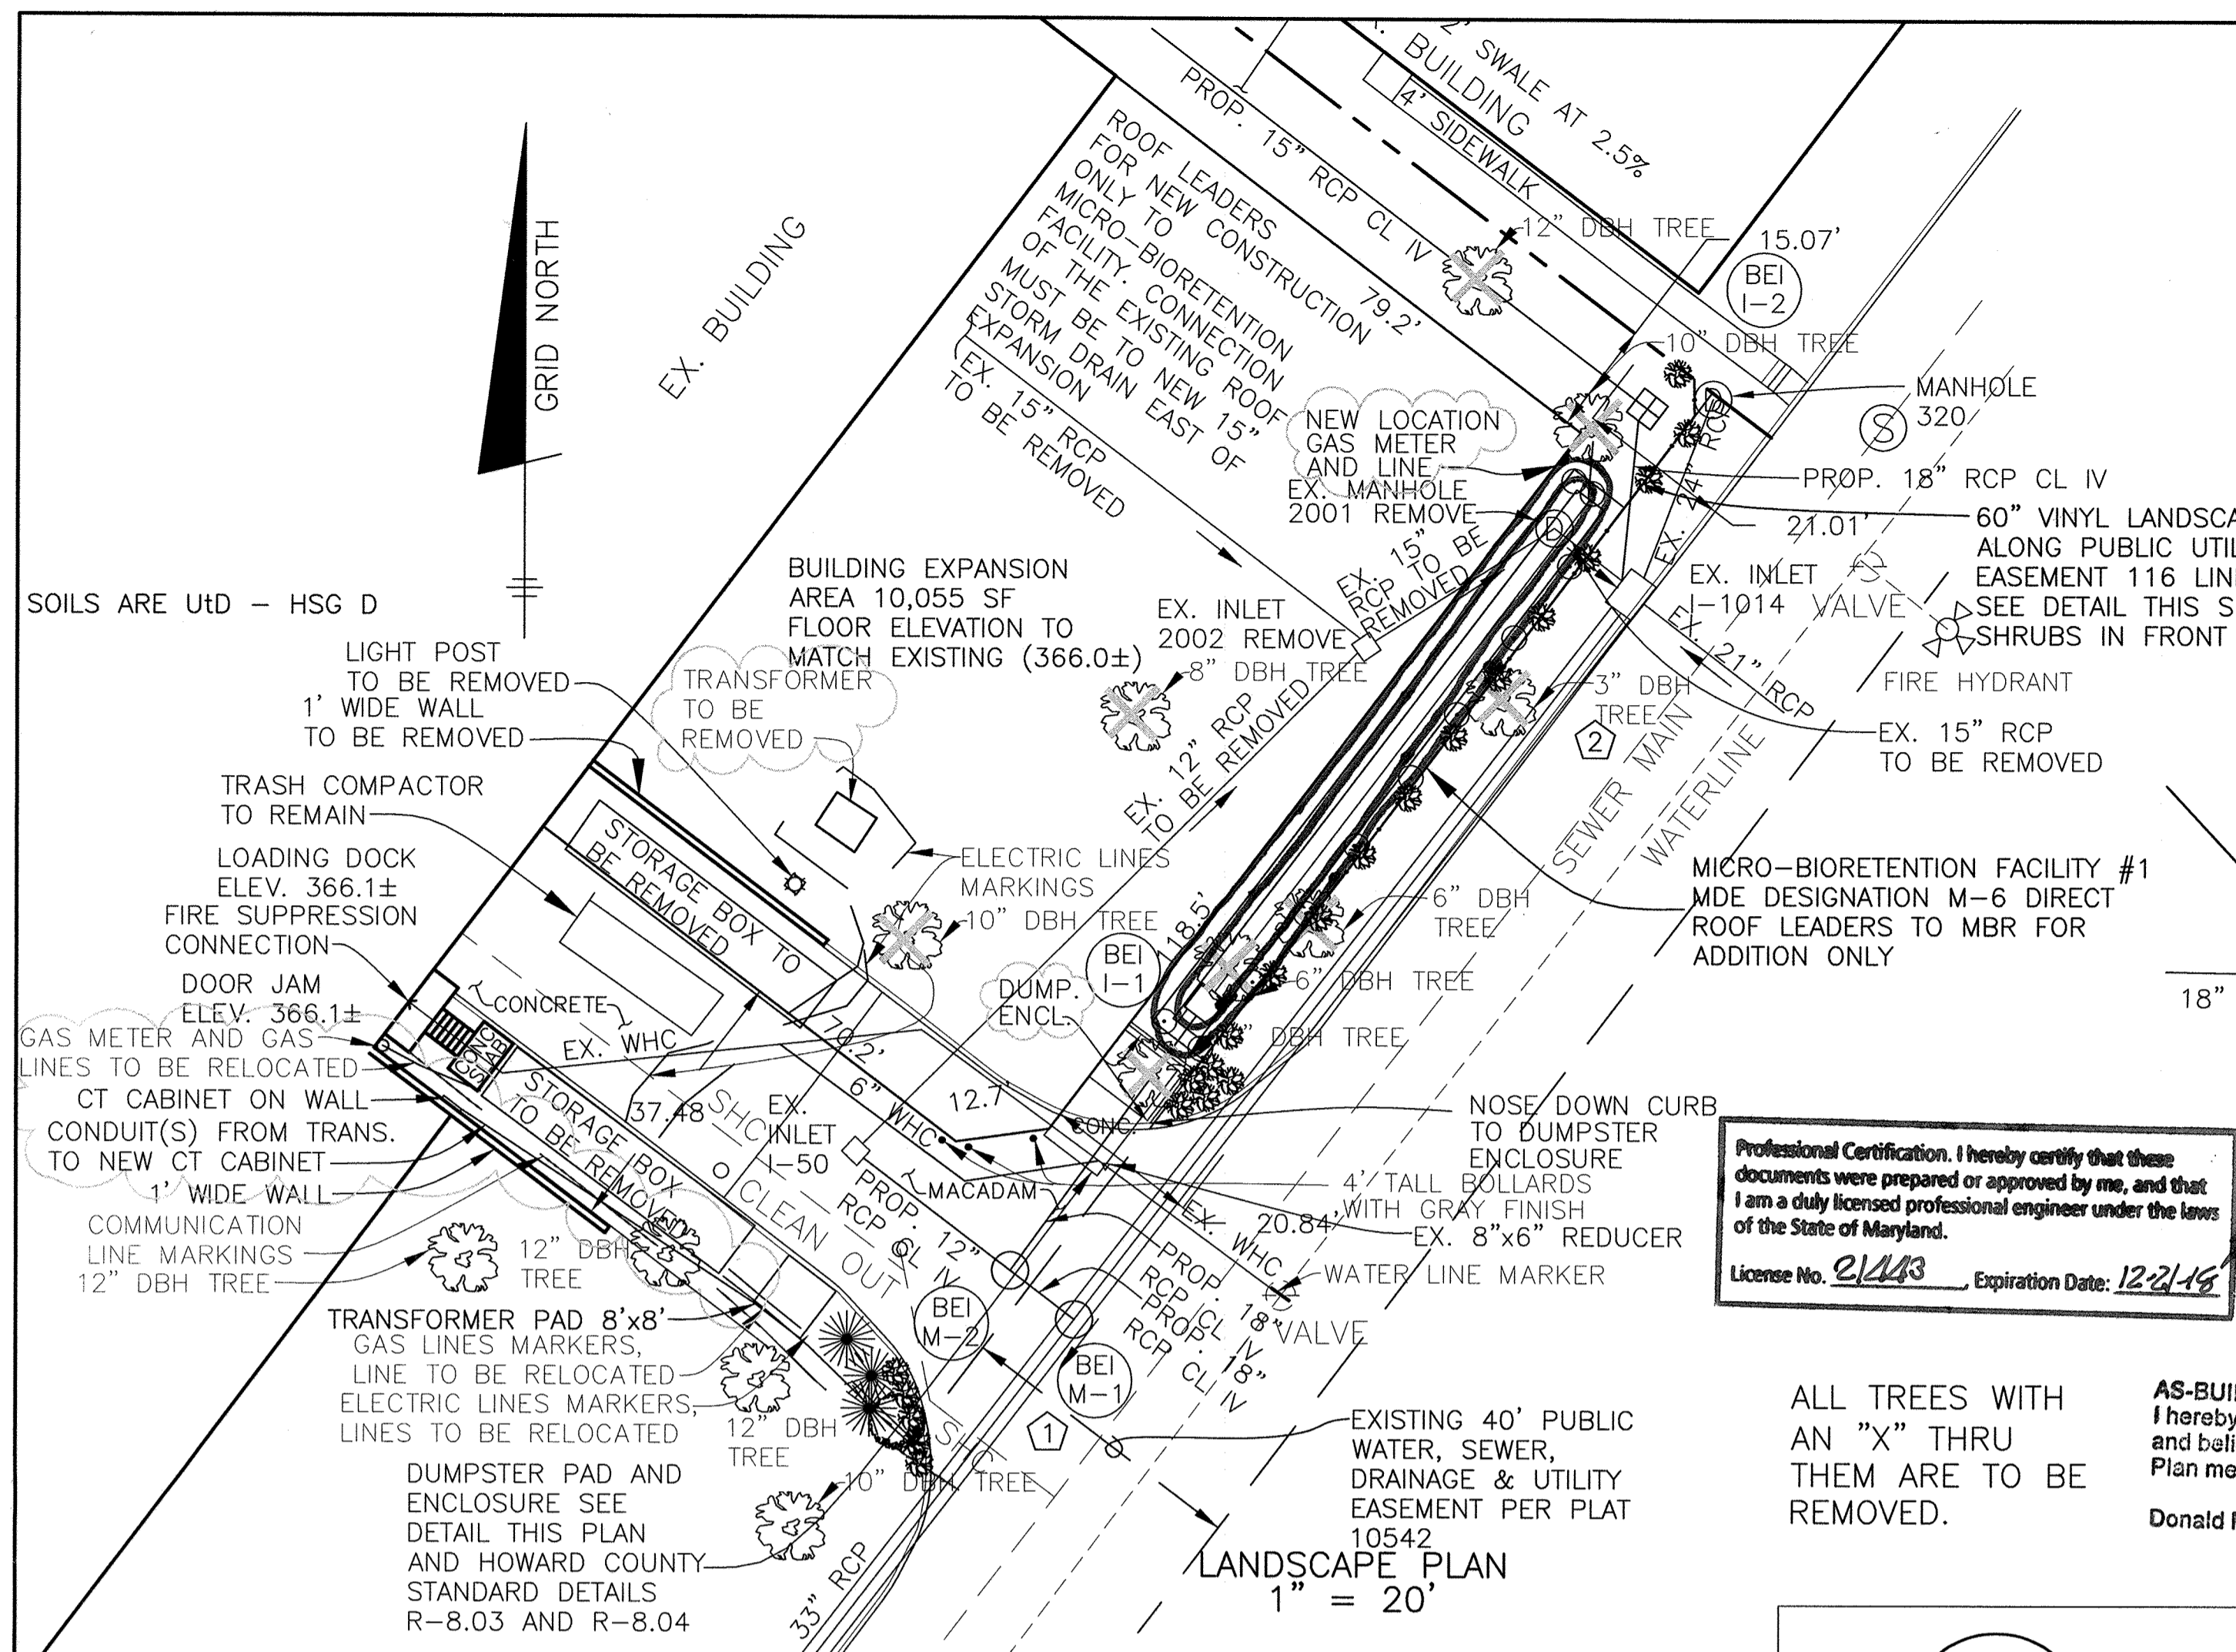 2' SWALE AT 2.5%
BUILDING
4' SIDEWALK
PROP. 15" RCP CL IV
ROOF LEADERS
FOR NEW CONSTRUCTION
ONLY TO
MICRO-BIORETENTION
FACILITY. CONNECTION
OF THE EXISTING ROOF
MUST BE TO NEW 15"
STORM DRAIN EAST OF
EXPANSION
79.2'
12" DBH TREE
15.07'
BEI
I-2
10" DBH TREE
GRID NORTH
EX. BUILDING
EX. 15" RCP
TO BE REMOVED
NEW LOCATION
GAS METER
AND LINE
EX. MANHOLE
2001 REMOVE
D
MANHOLE
320
S
PROP. 18" RCP CL IV
EX. 24" RCP
21.01'
60" VINYL LANDSCA
ALONG PUBLIC UTIL
EASEMENT 116 LIN
SEE DETAIL THIS S
SHRUBS IN FRONT
EX. INLET
I-1014
VALVE
FIRE HYDRANT
EX. 21" RCP
EX. 15" RCP
TO BE REMOVED
EX. 15"
RCP TO BE
REMOVED
SOILS ARE UtD - HSG D
BUILDING EXPANSION
AREA 10,055 SF
FLOOR ELEVATION TO
MATCH EXISTING (366.0±)
EX. INLET
2002 REMOVE
8" DBH TREE
3" DBH
TREE
2
SEWER MAIN
WATERLINE
LIGHT POST
TO BE REMOVED
1' WIDE WALL
TO BE REMOVED
TRANSFORMER
TO BE
REMOVED
EX. 12" RCP
TO BE REMOVED
TRASH COMPACTOR
TO REMAIN
STORAGE BOX TO
BE REMOVED
ELECTRIC LINES
MARKINGS
10" DBH TREE
LOADING DOCK
ELEV. 366.1±
FIRE SUPPRESSION
CONNECTION
DOOR JAM
ELEV. 366.1±
118.5'
BEI
I-1
6" DBH
TREE
6" DBH TREE
" DBH TREE
MICRO-BIORETENTION FACILITY #1
MDE DESIGNATION M-6 DIRECT
ROOF LEADERS TO MBR FOR
ADDITION ONLY
18"
DUMP.
ENCL.
CONCRETE
EX. WHC
70.2'
GAS METER AND GAS
LINES TO BE RELOCATED
CT CABINET ON WALL
CONDUIT(S) FROM TRANS.
TO NEW CT CABINET
1' WIDE WALL
COMMUNICATION
LINE MARKINGS
12" DBH TREE
CONC
SLAB
STORAGE BOX
TO BE REMOVED
37.48
SHC
6" WHC
12.7'
CONC.
EX.
INLET
I-50
CLEAN OUT
PROP. 12"
RCP CL IV
MACADAM
NOSE DOWN CURB
TO DUMPSTER
ENCLOSURE
4' TALL BOLLARDS
WITH GRAY FINISH
EX. WHC
20.84'
EX. 8"x6" REDUCER
WATER LINE MARKER
VALVE
PROP. 18"
RCP CL IV
PROP. 18"
RCP CL IV
12" DBH
TREE
TRANSFORMER PAD 8'x8'
GAS LINES MARKERS,
LINE TO BE RELOCATED
ELECTRIC LINES MARKERS,
LINES TO BE RELOCATED
BEI
M-2
BEI
M-1
1
12" DBH
TREE
SHC
10" DBH TREE
DUMPSTER PAD AND
ENCLOSURE SEE
DETAIL THIS PLAN
AND HOWARD COUNTY
STANDARD DETAILS
R-8.03 AND R-8.04
33" RCP
EXISTING 40' PUBLIC
WATER, SEWER,
DRAINAGE & UTILITY
EASEMENT PER PLAT
10542
LANDSCAPE PLAN
1" = 20'
Professional Certification. I hereby certify that these
documents were prepared or approved by me, and that
I am a duly licensed professional engineer under the laws
of the State of Maryland.
License No. 21443, Expiration Date: 12-21-18
ALL TREES WITH
AN "X" THRU
THEM ARE TO BE
REMOVED.
AS-BUI
I hereby
and beli
Plan me
Donald